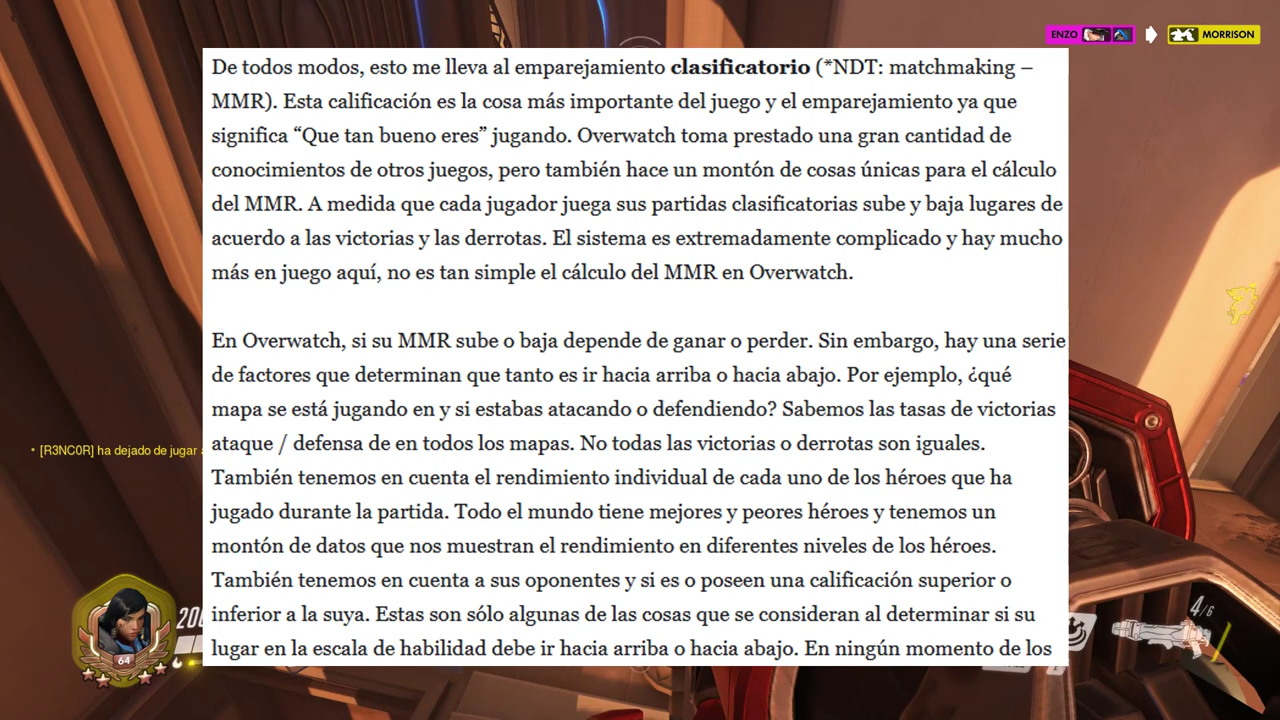 ENZO MORRISON
De todos modos, esto me lleva al emparejamiento clasificatorio (*NDT: matchmaking –
MMR). Esta calificación es la cosa más importante del juego y el emparejamiento ya que
significa “Que tan bueno eres” jugando. Overwatch toma prestado una gran cantidad de
conocimientos de otros juegos, pero también hace un montón de cosas únicas para el cálculo
del MMR. A medida que cada jugador juega sus partidas clasificatorias sube y baja lugares de
acuerdo a las victorias y las derrotas. El sistema es extremadamente complicado y hay mucho
más en juego aquí, no es tan simple el cálculo del MMR en Overwatch.
En Overwatch, si su MMR sube o baja depende de ganar o perder. Sin embargo, hay una serie
de factores que determinan que tanto es ir hacia arriba o hacia abajo. Por ejemplo, ¿qué
mapa se está jugando en y si estabas atacando o defendiendo? Sabemos las tasas de victorias
ataque / defensa de en todos los mapas. No todas las victorias o derrotas son iguales.
También tenemos en cuenta el rendimiento individual de cada uno de los héroes que ha
jugado durante la partida. Todo el mundo tiene mejores y peores héroes y tenemos un
montón de datos que nos muestran el rendimiento en diferentes niveles de los héroes.
También tenemos en cuenta a sus oponentes y si es o poseen una calificación superior o
inferior a la suya. Estas son sólo algunas de las cosas que se consideran al determinar si su
lugar en la escala de habilidad debe ir hacia arriba o hacia abajo. En ningún momento de los
• [R3NC0R] ha dejado de jugar
200
64
4/6